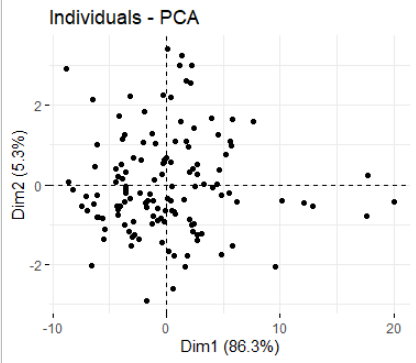 Individuals - PCA
Dim2 (5.3%)
2
0
-2
-10
0
10
20
Dim1 (86.3%)